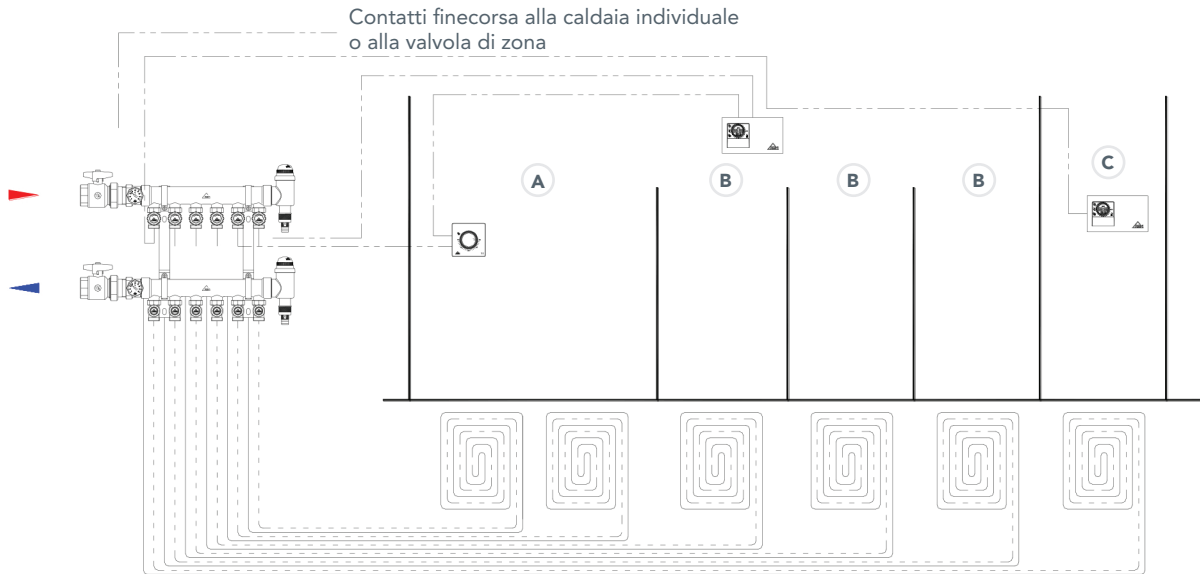 Contatti finecorsa alla caldaia individuale
o alla valvola di zona
A
B
B
B
C